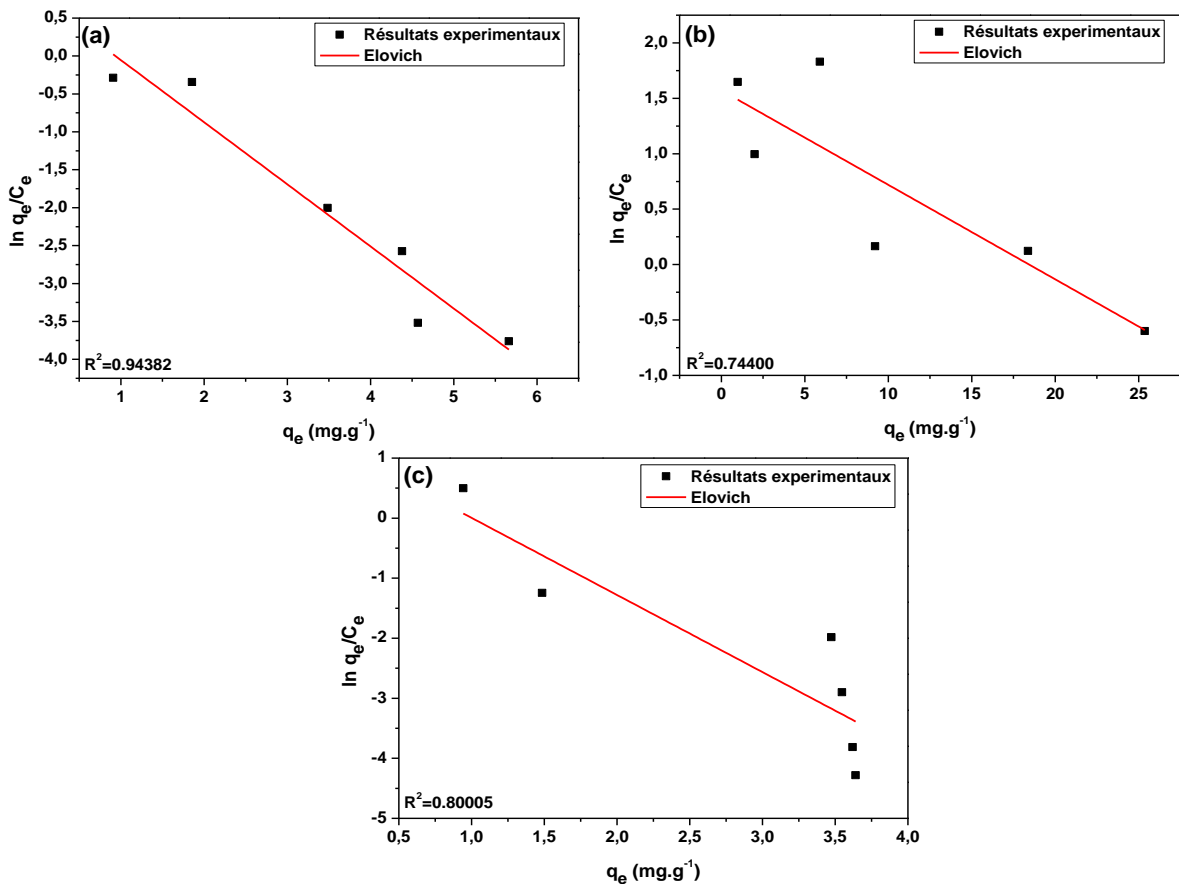 (a)
Résultats experimentaux
Elovich
0,5
0,0
-0,5
-1,0
-1,5
-2,0
-2,5
-3,0
-3,5
-4,0
ln qe/Ce
R²=0.94382
1 2 3 4 5 6
qe (mg.g⁻¹)
(b)
Résultats experimentaux
Elovich
2,0
1,5
1,0
0,5
0,0
-0,5
-1,0
ln qe/Ce
R²=0.74400
0 5 10 15 20 25
qe (mg.g⁻¹)
(c)
Résultats experimentaux
Elovich
1
0
-1
-2
-3
-4
-5
ln qe/Ce
R²=0.80005
0,5 1,0 1,5 2,0 2,5 3,0 3,5 4,0
qe (mg.g⁻¹)